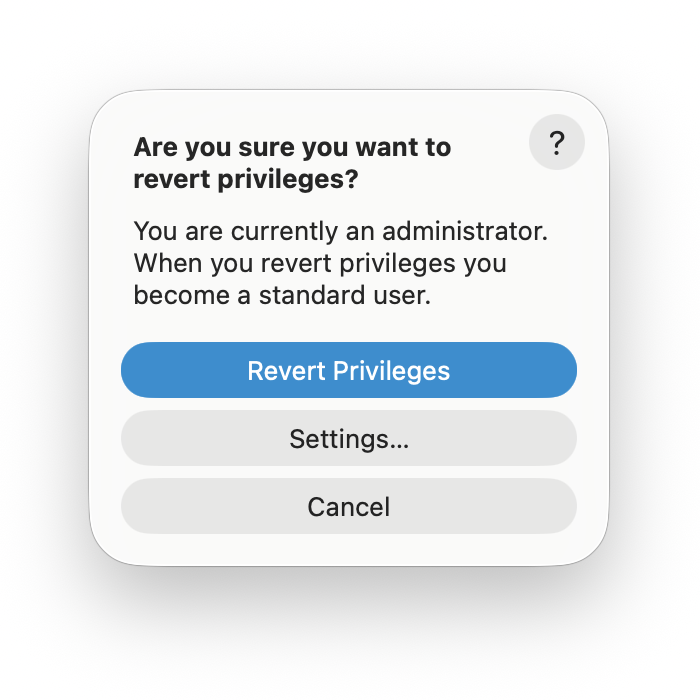 Are you sure you want to
revert privileges?
?
You are currently an administrator.
When you revert privileges you
become a standard user.
Revert Privileges
Settings...
Cancel